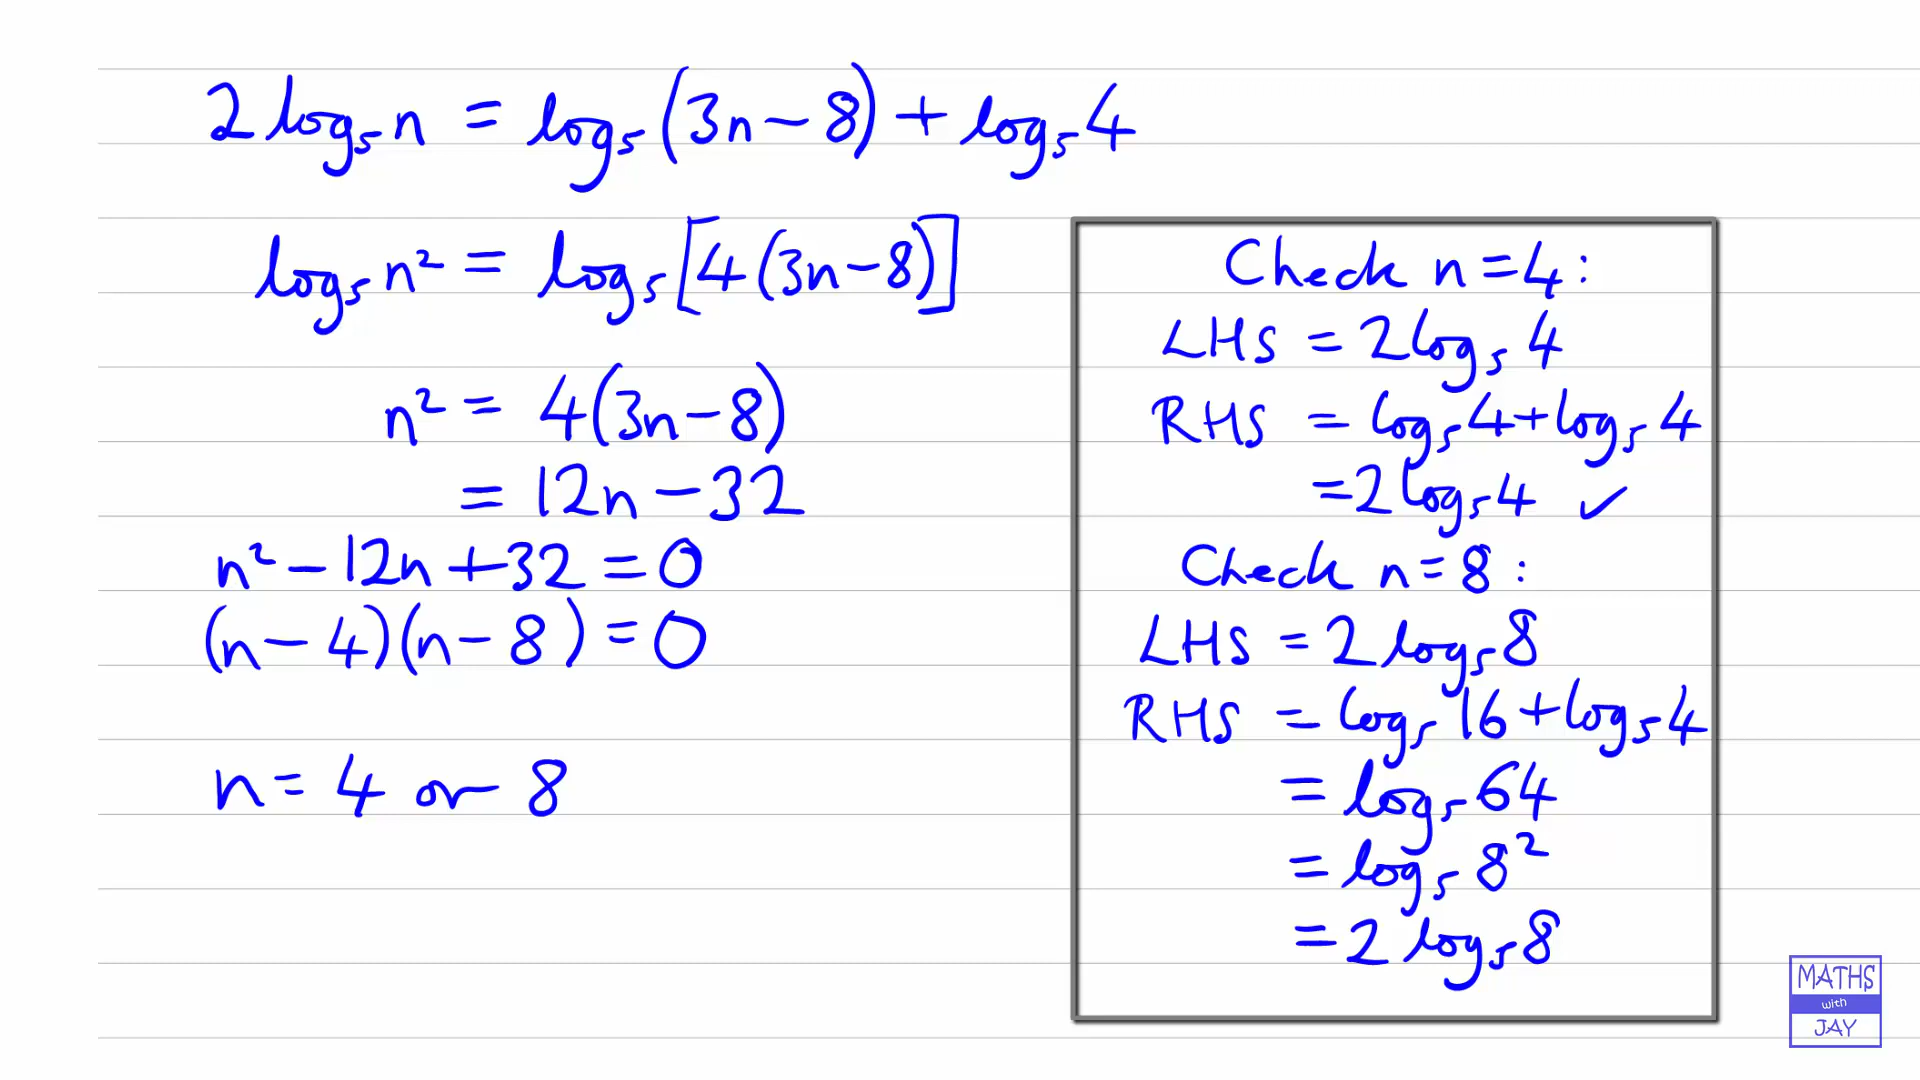 2 log₅ n = log₅ (3n − 8) + log₅ 4
log₅ n² = log₅ [4(3n − 8)]
n² = 4(3n − 8)
= 12n − 32
n² − 12n + 32 = 0
(n − 4)(n − 8) = 0
n = 4 or 8
Check n = 4 :
LHS = 2 log₅ 4
RHS = log₅ 4 + log₅ 4
= 2 log₅ 4 ✓
Check n = 8 :
LHS = 2 log₅ 8
RHS = log₅ 16 + log₅ 4
= log₅ 64
= log₅ 8²
= 2 log₅ 8
MATHS
with
JAY